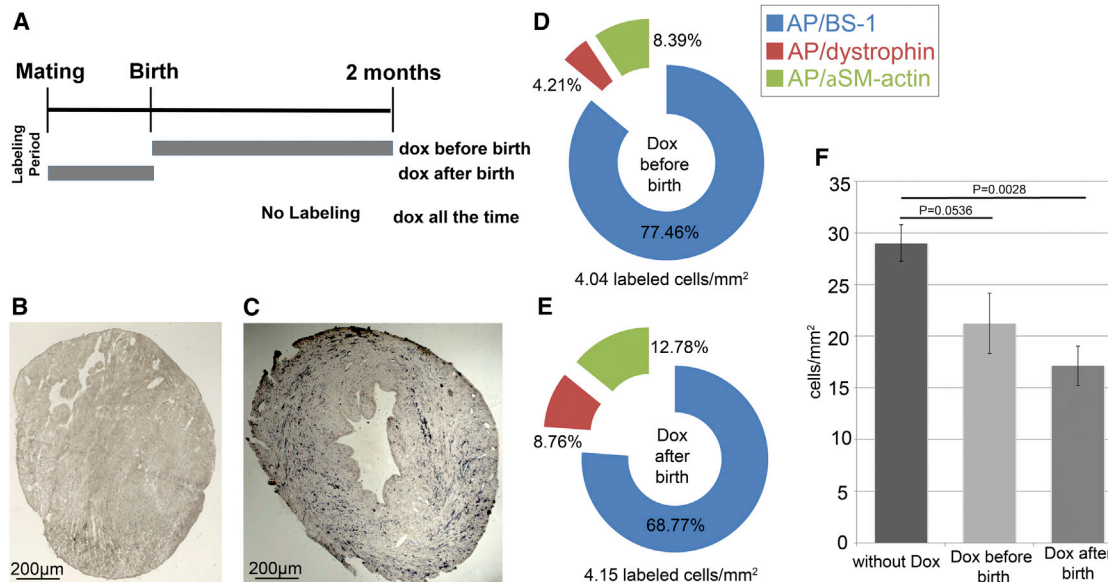 A
Mating
Birth
2 months
Labeling
Period
dox before birth
dox after birth
No Labeling
dox all the time
B
200μm
C
200μm
D
8.39%
4.21%
Dox
before
birth
77.46%
4.04 labeled cells/mm²
AP/BS-1
AP/dystrophin
AP/aSM-actin
E
12.78%
8.76%
Dox
after
birth
68.77%
4.15 labeled cells/mm²
F
35
30
25
20
15
10
5
0
cells/mm²
P=0.0028
P=0.0536
without Dox
Dox before
birth
Dox after
birth